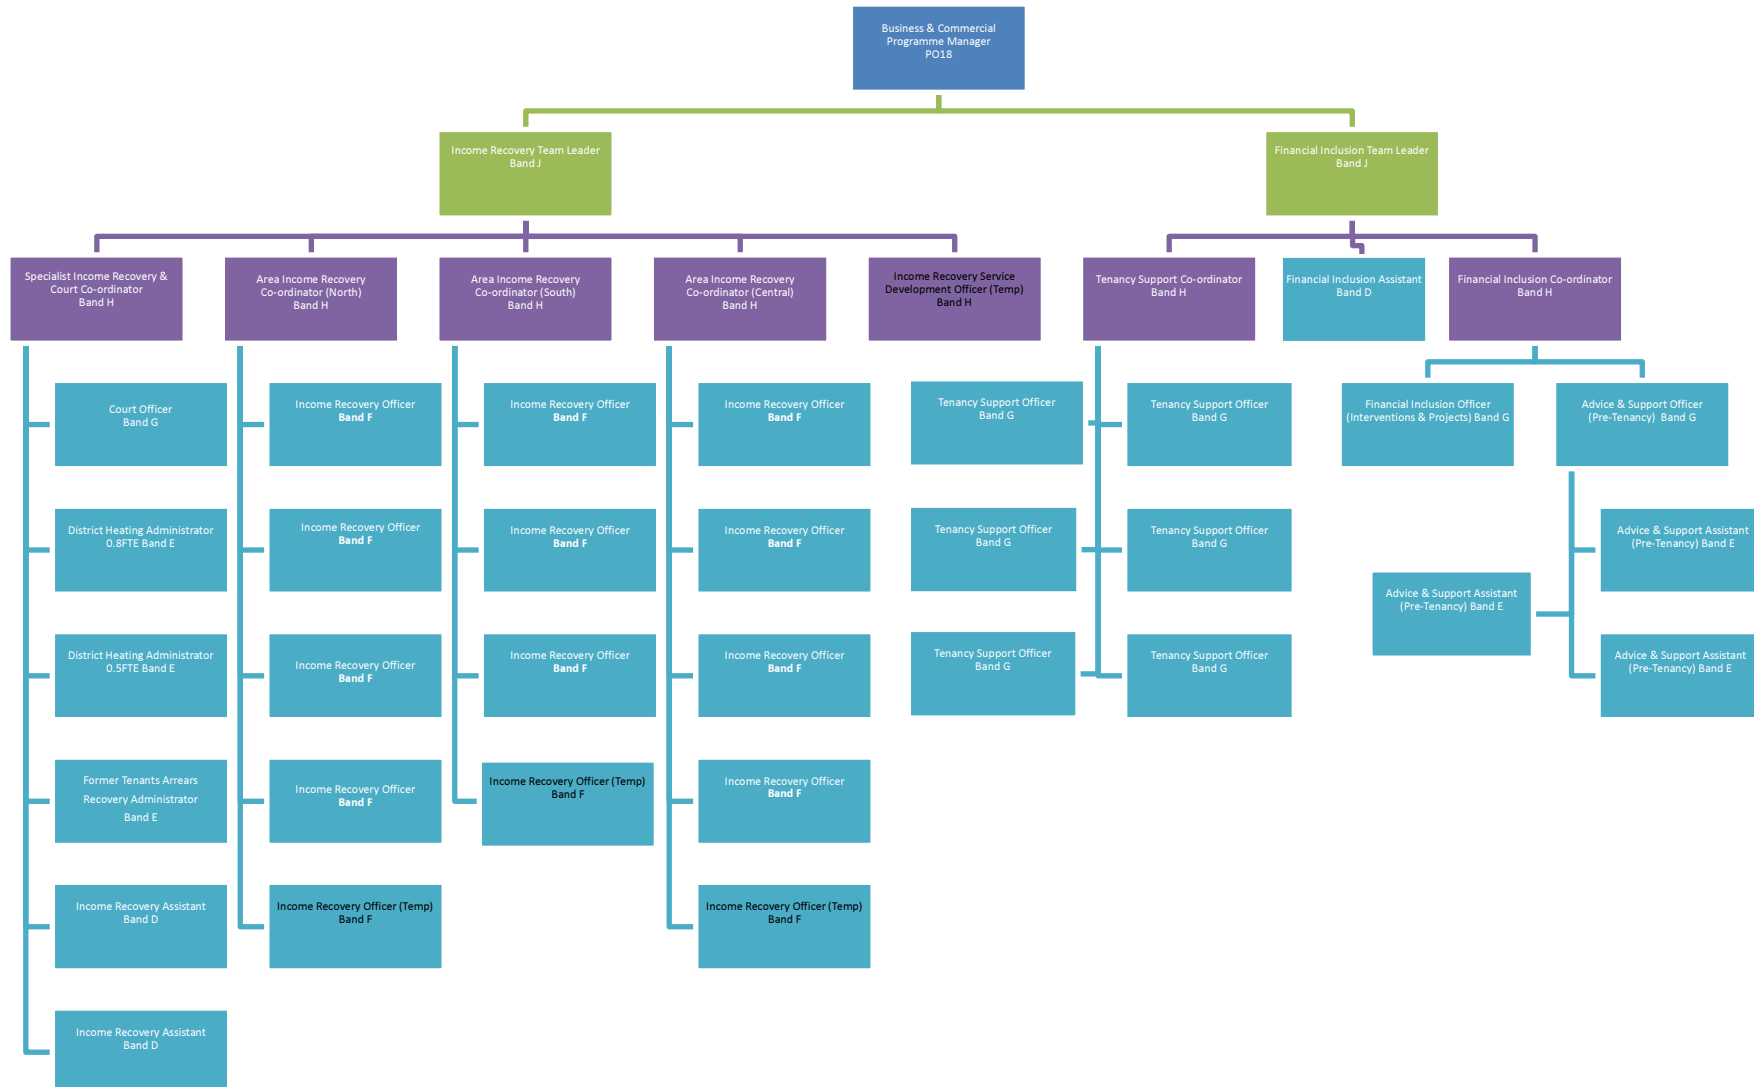 Business & Commercial
Programme Manager
PO18
Income Recovery Team Leader
Band J
Financial Inclusion Team Leader
Band J
Specialist Income Recovery &
Court Co-ordinator
Band H
Area Income Recovery
Co-ordinator (North)
Band H
Area Income Recovery
Co-ordinator (South)
Band H
Area Income Recovery
Co-ordinator (Central)
Band H
Income Recovery Service
Development Officer (Temp)
Band H
Tenancy Support Co-ordinator
Band H
Financial Inclusion Assistant
Band D
Financial Inclusion Co-ordinator
Band H
Court Officer
Band G
Income Recovery Officer
Band F
Income Recovery Officer
Band F
Income Recovery Officer
Band F
Tenancy Support Officer
Band G
Tenancy Support Officer
Band G
Financial Inclusion Officer
(Interventions & Projects) Band G
Advice & Support Officer
(Pre-Tenancy) Band G
District Heating Administrator
0.8FTE Band E
Income Recovery Officer
Band F
Income Recovery Officer
Band F
Income Recovery Officer
Band F
Tenancy Support Officer
Band G
Tenancy Support Officer
Band G
Advice & Support Assistant
(Pre-Tenancy) Band E
Advice & Support Assistant
(Pre-Tenancy) Band E
District Heating Administrator
0.5FTE Band E
Income Recovery Officer
Band F
Income Recovery Officer
Band F
Income Recovery Officer
Band F
Tenancy Support Officer
Band G
Tenancy Support Officer
Band G
Advice & Support Assistant
(Pre-Tenancy) Band E
Former Tenants Arrears
Recovery Administrator
Band E
Income Recovery Officer
Band F
Income Recovery Officer (Temp)
Band F
Income Recovery Officer
Band F
Income Recovery Assistant
Band D
Income Recovery Officer (Temp)
Band F
Income Recovery Officer (Temp)
Band F
Income Recovery Assistant
Band D